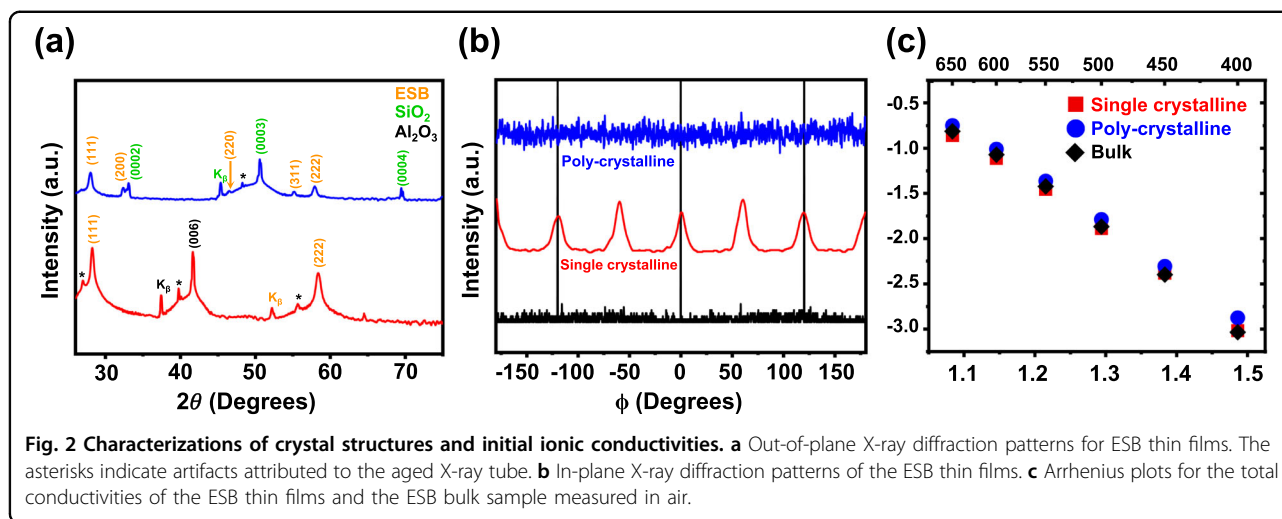 (a)
ESB
SiO₂
Al₂O₃
(111)
(200)
(0002)
Kβ
(220)
*
(0003)
(311)
(222)
(0004)
*
(111)
Kβ
*
(006)
Kβ
*
(222)
Intensity (a.u.)
30 40 50 60 70
2θ (Degrees)
(b)
Poly-crystalline
Single crystalline
Intensity (a.u.)
-150 -100 -50 0 50 100 150
ϕ (Degrees)
(c)
650 600 550 500 450 400
Single crystalline
Poly-crystalline
Bulk
-0.5
-1.0
-1.5
-2.0
-2.5
-3.0
1.1 1.2 1.3 1.4 1.5
Fig. 2 Characterizations of crystal structures and initial ionic conductivities. a Out-of-plane X-ray diffraction patterns for ESB thin films. The
asterisks indicate artifacts attributed to the aged X-ray tube. b In-plane X-ray diffraction patterns of the ESB thin films. c Arrhenius plots for the total
conductivities of the ESB thin films and the ESB bulk sample measured in air.